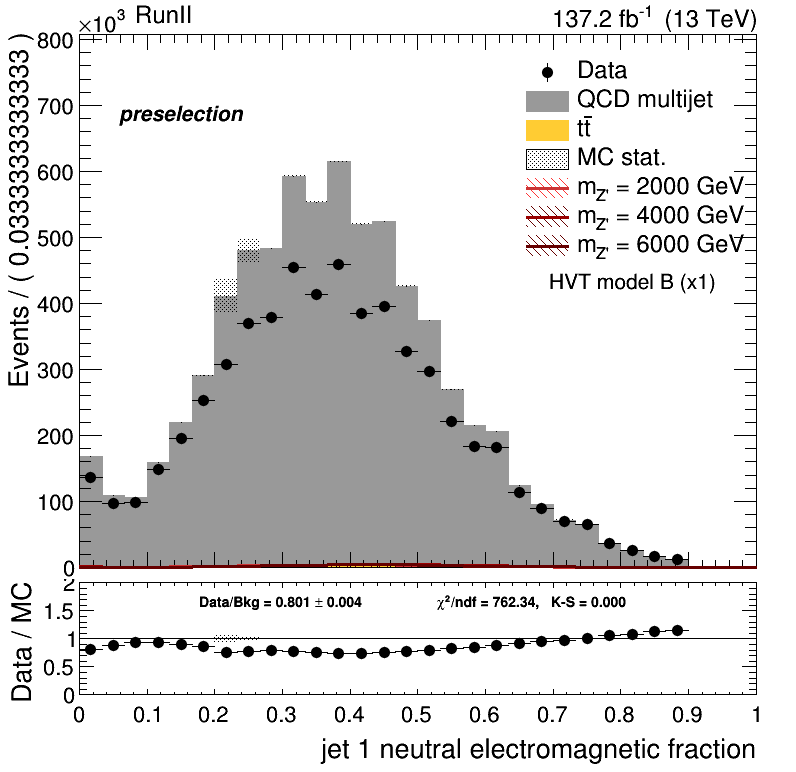 ×10³ RunII 137.2 fb⁻¹ (13 TeV)
Events / ( 0.0333333333333333 )
800
700
600
500
400
300
200
100
0
preselection
Data
QCD multijet
tt̄
MC stat.
m_Z' = 2000 GeV
m_Z' = 4000 GeV
m_Z' = 6000 GeV
HVT model B (x1)
Data / MC
2
1.5
1
0.5
0
Data/Bkg = 0.801 ± 0.004 χ²/ndf = 762.34, K-S = 0.000
0 0.1 0.2 0.3 0.4 0.5 0.6 0.7 0.8 0.9 1
jet 1 neutral electromagnetic fraction